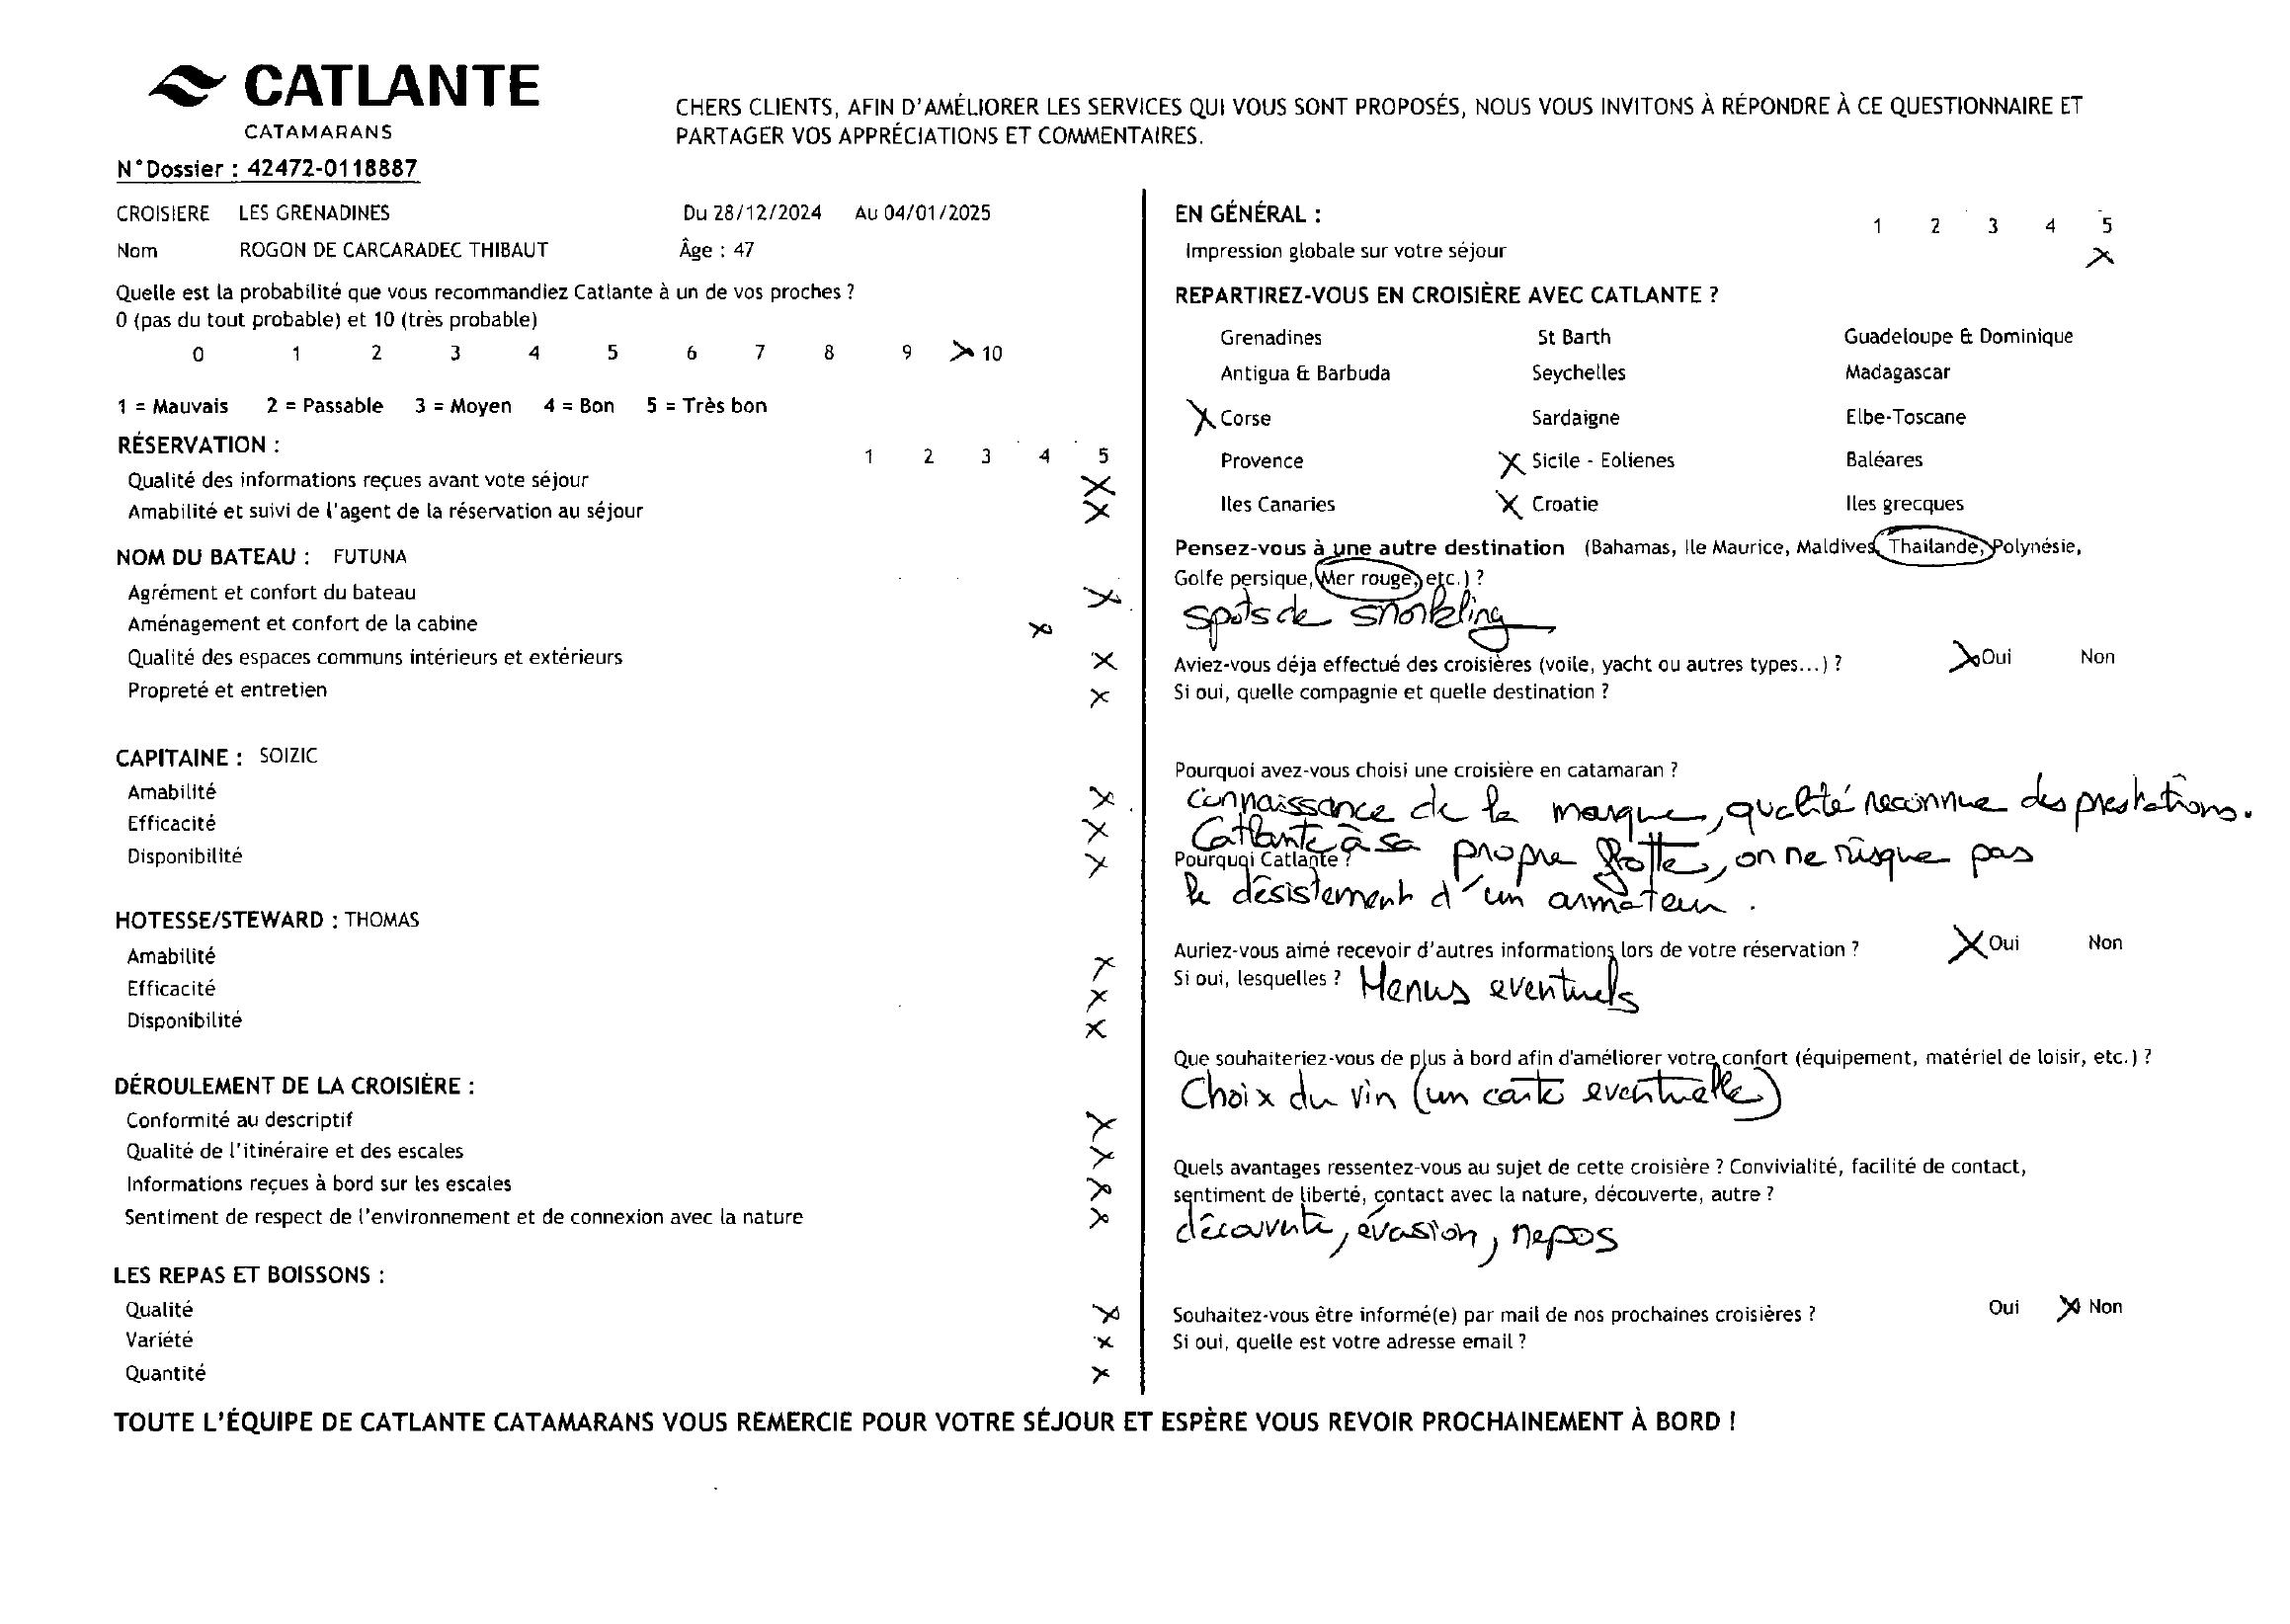 CATLANTE
CATAMARANS
CHERS CLIENTS, AFIN D'AMÉLIORER LES SERVICES QUI VOUS SONT PROPOSÉS, NOUS VOUS INVITONS À RÉPONDRE À CE QUESTIONNAIRE ET
PARTAGER VOS APPRÉCIATIONS ET COMMENTAIRES.
N°Dossier : 42472-0118887
CROISIERE LES GRENADINES Du 28/12/2024 Au 04/01/2025
Nom ROGON DE CARCARADEC THIBAUT Âge : 47
Quelle est la probabilité que vous recommandiez Catlante à un de vos proches ?
0 (pas du tout probable) et 10 (très probable)
0 1 2 3 4 5 6 7 8 9 X 10
1 = Mauvais 2 = Passable 3 = Moyen 4 = Bon 5 = Très bon
RÉSERVATION :
1 2 3 4 5
Qualité des informations reçues avant vote séjour X
Amabilité et suivi de l'agent de la réservation au séjour X
NOM DU BATEAU : FUTUNA
Agrément et confort du bateau X
Aménagement et confort de la cabine X
Qualité des espaces communs intérieurs et extérieurs X
Propreté et entretien X
CAPITAINE : SOIZIC
Amabilité X
Efficacité X
Disponibilité X
HOTESSE/STEWARD : THOMAS
Amabilité X
Efficacité X
Disponibilité X
DÉROULEMENT DE LA CROISIÈRE :
Conformité au descriptif X
Qualité de l'itinéraire et des escales X
Informations reçues à bord sur les escales X
Sentiment de respect de l'environnement et de connexion avec la nature X
LES REPAS ET BOISSONS :
Qualité X
Variété X
Quantité X
EN GÉNÉRAL :
1 2 3 4 5
Impression globale sur votre séjour X
REPARTIREZ-VOUS EN CROISIÈRE AVEC CATLANTE ?
Grenadines St Barth Guadeloupe & Dominique
Antigua & Barbuda Seychelles Madagascar
X Corse Sardaigne Elbe-Toscane
Provence X Sicile - Eolienes Baléares
Iles Canaries X Croatie Iles grecques
Pensez-vous à une autre destination (Bahamas, Ile Maurice, Maldives, Thailande, Polynésie,
Golfe persique, Mer rouge, etc.) ?
spots de snorkeling
Aviez-vous déja effectué des croisières (voile, yacht ou autres types...) ? X Oui Non
Si oui, quelle compagnie et quelle destination ?
Pourquoi avez-vous choisi une croisière en catamaran ?
connaissance de la marque, qualité reconnue des prestations.
Catlante à sa propre flotte, on ne risque pas
Pourquoi Catlante ?
le désistement d'un armateur.
Auriez-vous aimé recevoir d'autres informations lors de votre réservation ? X Oui Non
Si oui, lesquelles ? Menus eventuels
Que souhaiteriez-vous de plus à bord afin d'améliorer votre confort (équipement, matériel de loisir, etc.) ?
Choix du vin (un carte eventuelle)
Quels avantages ressentez-vous au sujet de cette croisière ? Convivialité, facilité de contact,
sentiment de liberté, contact avec la nature, découverte, autre ?
découverte, évasion, repos
Souhaitez-vous être informé(e) par mail de nos prochaines croisières ? Oui X Non
Si oui, quelle est votre adresse email ?
TOUTE L'ÉQUIPE DE CATLANTE CATAMARANS VOUS REMERCIE POUR VOTRE SÉJOUR ET ESPÈRE VOUS REVOIR PROCHAINEMENT À BORD !